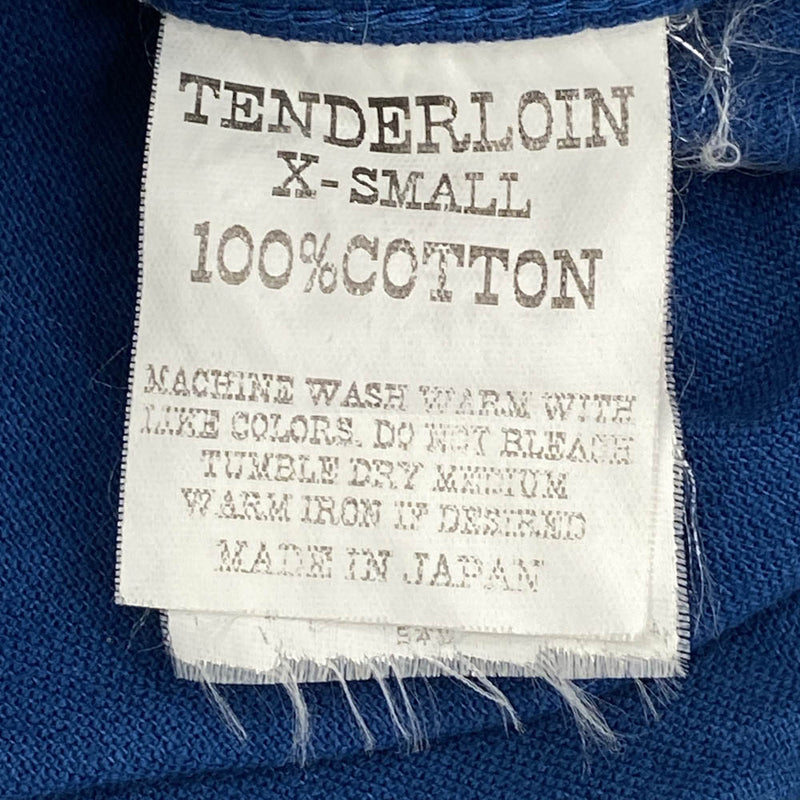 TENDERLOIN
X-SMALL
100%COTTON
MACHINE WASH WARM WITH
LIKE COLORS. DO NOT BLEACH
TUMBLE DRY MEDIUM
WARM IRON IF DESIRED
MADE IN JAPAN